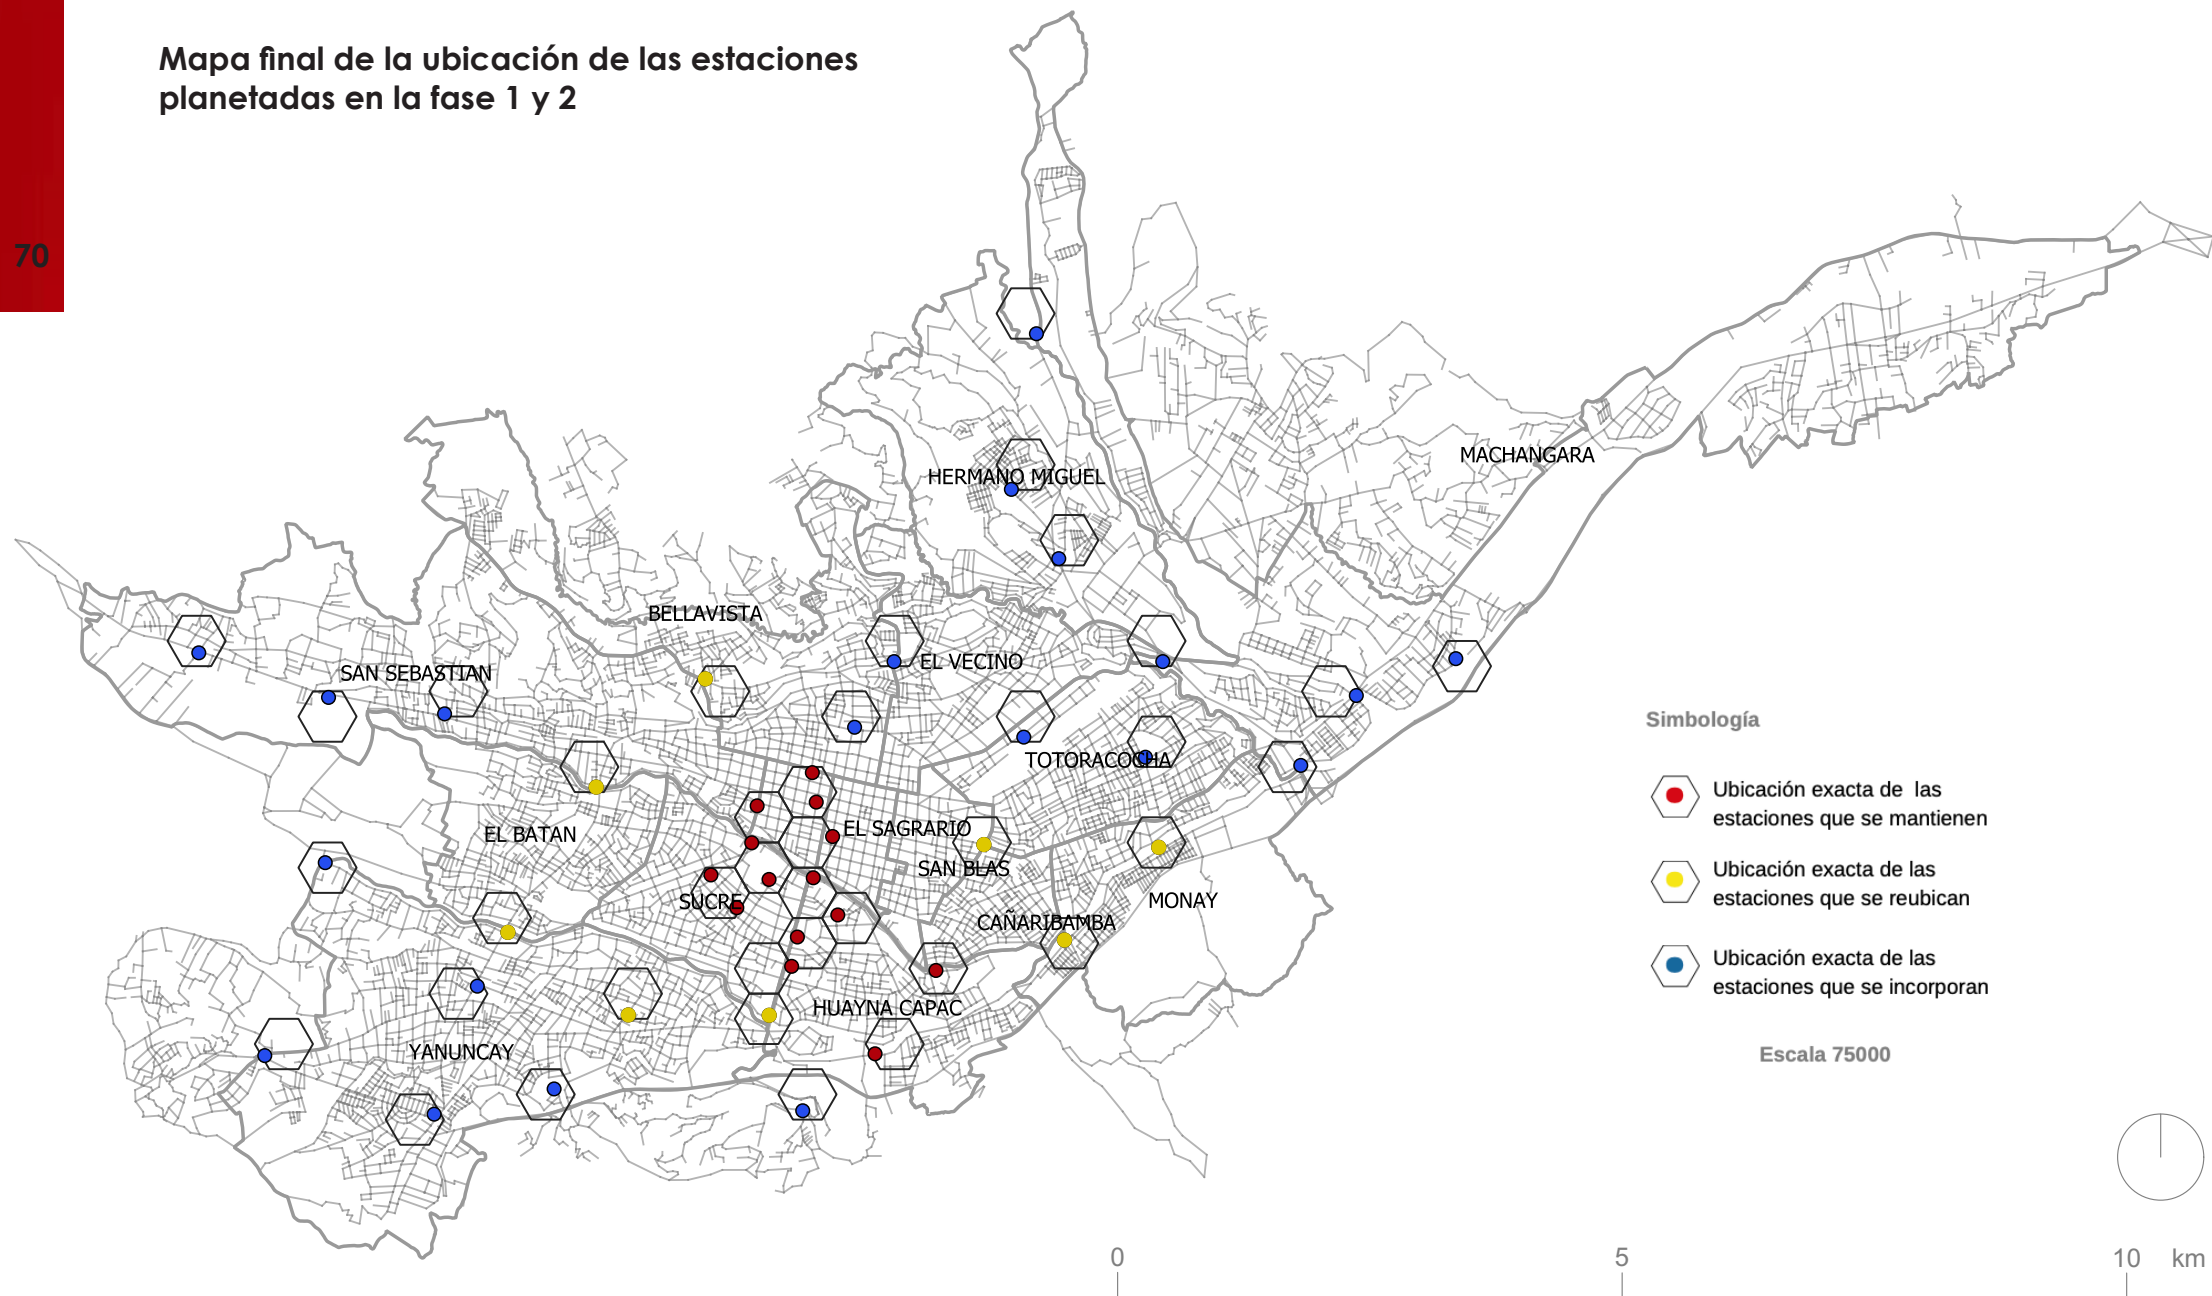 Mapa final de la ubicación de las estaciones
planetadas en la fase 1 y 2
70
MACHANGARA
HERMANO MIGUEL
BELLAVISTA
EL VECINO
SAN SEBASTIAN
TOTORACOCHA
EL SAGRARIO
EL BATAN
SAN BLAS
SUCRE
MONAY
CAÑARIBAMBA
HUAYNA CAPAC
YANUNCAY
Simbología
Ubicación exacta de las
estaciones que se mantienen
Ubicación exacta de las
estaciones que se reubican
Ubicación exacta de las
estaciones que se incorporan
Escala 75000
0 5 10 km